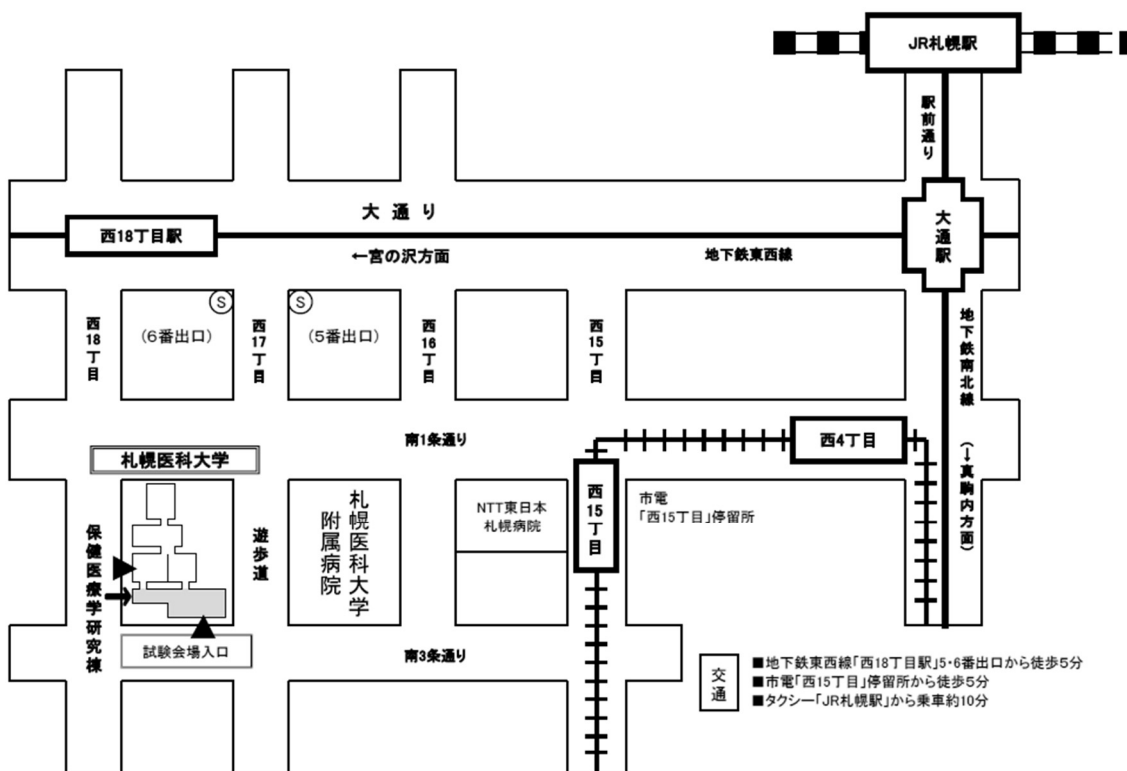 JR札幌駅
駅前通り
大通り
西18丁目駅
大通駅
←宮の沢方面
地下鉄東西線
S
S
西18丁目
(6番出口)
西17丁目
(5番出口)
西16丁目
西15丁目
地下鉄南北線
(→真駒内方面)
南1条通り
西4丁目
札幌医科大学
西15丁目
市電
「西15丁目」停留所
NTT東日本
札幌病院
札幌医科大学
附属病院
遊歩道
保健医療学研究棟
試験会場入口
南3条通り
交通
■地下鉄東西線「西18丁目駅」5・6番出口から徒歩5分
■市電「西15丁目」停留所から徒歩5分
■タクシー「JR札幌駅」から乗車約10分